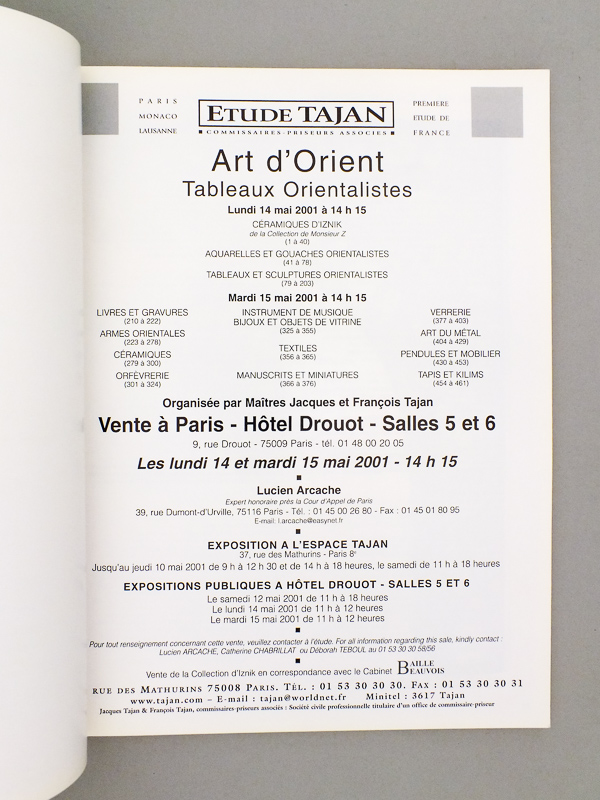 PARIS
MONACO
LAUSANNE
ETUDE TAJAN
COMMISSAIRES-PRISEURS ASSOCIES
PREMIERE
ETUDE DE
FRANCE
Art d'Orient
Tableaux Orientalistes
Lundi 14 mai 2001 à 14 h 15
CÉRAMIQUES D'IZNIK
de la Collection de Monsieur Z
(1 à 40)
AQUARELLES ET GOUACHES ORIENTALISTES
(41 à 78)
TABLEAUX ET SCULPTURES ORIENTALISTES
(79 à 203)
Mardi 15 mai 2001 à 14 h 15
LIVRES ET GRAVURES
(210 à 222)
ARMES ORIENTALES
(223 à 278)
CÉRAMIQUES
(279 à 300)
ORFÈVRERIE
(301 à 324)
INSTRUMENT DE MUSIQUE
BIJOUX ET OBJETS DE VITRINE
(325 à 355)
TEXTILES
(356 à 365)
MANUSCRITS ET MINIATURES
(366 à 376)
VERRERIE
(377 à 403)
ART DU MÉTAL
(404 à 429)
PENDULES ET MOBILIER
(430 à 453)
TAPIS ET KILIMS
(454 à 461)
Organisée par Maîtres Jacques et François Tajan
Vente à Paris - Hôtel Drouot - Salles 5 et 6
9, rue Drouot - 75009 Paris - tél. 01 48 00 20 05
Les lundi 14 et mardi 15 mai 2001 - 14 h 15
Lucien Arcache
Expert honoraire près la Cour d'Appel de Paris
39, rue Dumont-d'Urville, 75116 Paris - Tél. : 01 45 00 26 80 - Fax : 01 45 01 80 95
E-mail: l.arcache@easynet.fr
EXPOSITION A L'ESPACE TAJAN
37, rue des Mathurins - Paris 8e
Jusqu'au jeudi 10 mai 2001 de 9 h à 12 h 30 et de 14 h à 18 heures, le samedi de 11 h à 18 heures
EXPOSITIONS PUBLIQUES A HÔTEL DROUOT - SALLES 5 ET 6
Le samedi 12 mai 2001 de 11 h à 18 heures
Le lundi 14 mai 2001 de 11 h à 12 heures
Le mardi 15 mai 2001 de 11 h à 12 heures
Pour tout renseignement concernant cette vente, veuillez contacter à l'étude. For all information regarding this sale, kindly contact :
Lucien ARCACHE, Catherine CHABRILLAT ou Déborah TEBOUL au 01 53 30 30 58/56
Vente de la Collection d'Iznik en correspondance avec le Cabinet BAILLE BEAUVOIS
RUE DES MATHURINS 75008 PARIS. TÉL. : 01 53 30 30 30. FAX : 01 53 30 30 31
www.tajan.com – E-mail : tajan@worldnet.fr Minitel : 3617 Tajan
Jacques Tajan & François Tajan, commissaires-priseurs associés : Société civile professionnelle titulaire d'un office de commissaire-priseur